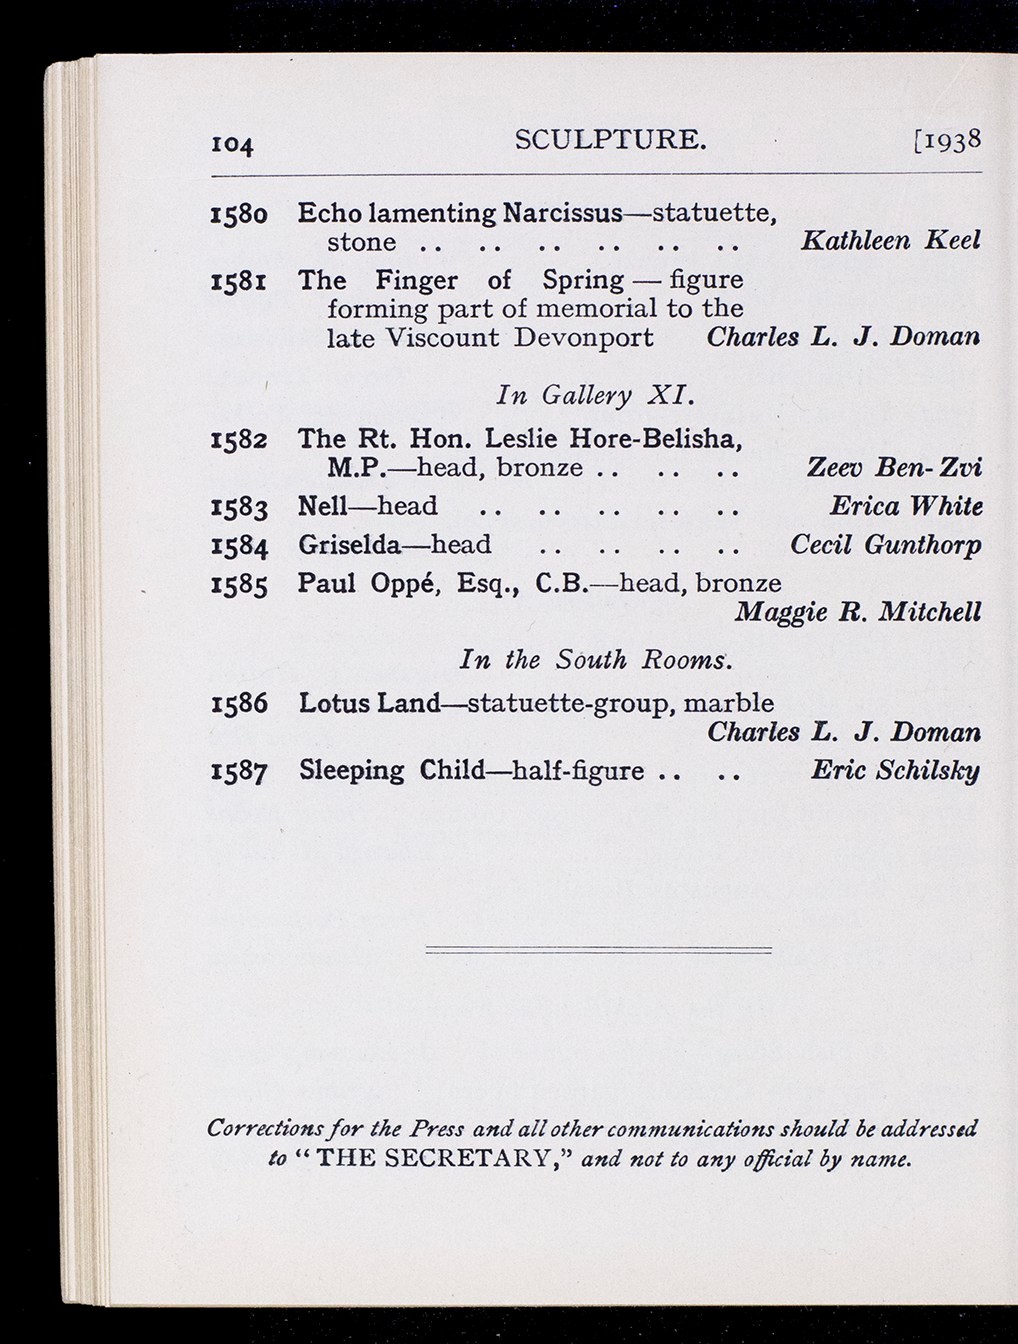 104 SCULPTURE. [1938
1580 Echo lamenting Narcissus—statuette,
stone .. .. .. .. .. .. Kathleen Keel
1581 The Finger of Spring — figure
forming part of memorial to the
late Viscount Devonport Charles L. J. Doman
In Gallery XI.
1582 The Rt. Hon. Leslie Hore-Belisha,
M.P.—head, bronze .. .. .. Zeev Ben-Zvi
1583 Nell—head .. .. .. .. .. Erica White
1584 Griselda—head .. .. .. .. Cecil Gunthorp
1585 Paul Oppé, Esq., C.B.—head, bronze
Maggie R. Mitchell
In the South Rooms.
1586 Lotus Land—statuette-group, marble
Charles L. J. Doman
1587 Sleeping Child—half-figure .. .. Eric Schilsky
Corrections for the Press and all other communications should be addressed
to “THE SECRETARY,” and not to any official by name.